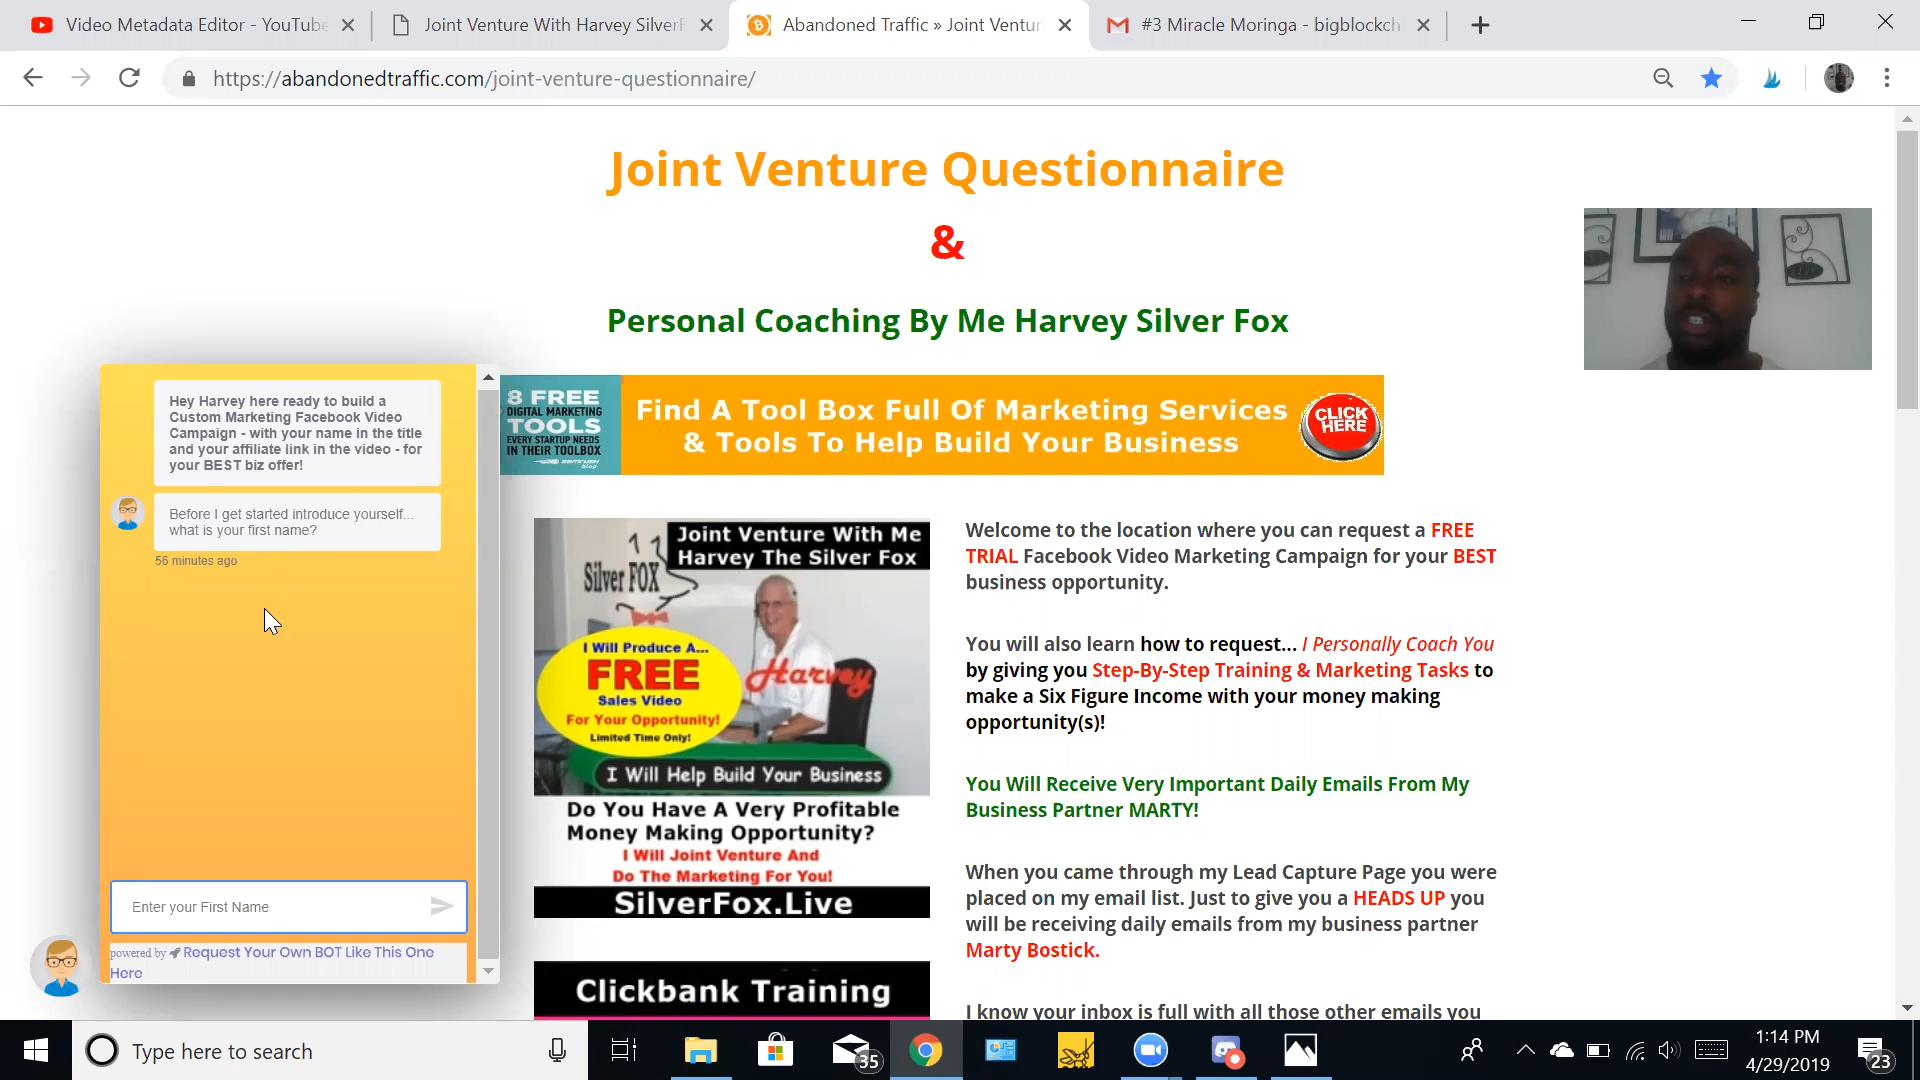 Video Metadata Editor - YouTube
Joint Venture With Harvey SilverF
Abandoned Traffic » Joint Ventur
#3 Miracle Moringa - bigblockch
https://abandonedtraffic.com/joint-venture-questionnaire/
Joint Venture Questionnaire
&
Personal Coaching By Me Harvey Silver Fox
8 FREE
DIGITAL MARKETING
TOOLS
EVERY STARTUP NEEDS
IN THEIR TOOLBOX
SEMRUSH
blog
Find A Tool Box Full Of Marketing Services
& Tools To Help Build Your Business
CLICK
HERE
Hey Harvey here ready to build a
Custom Marketing Facebook Video
Campaign - with your name in the title
and your affiliate link in the video - for
your BEST biz offer!
Before I get started introduce yourself...
what is your first name?
56 minutes ago
Enter your First Name
powered by Request Your Own BOT Like This One
Here
Joint Venture With Me
Harvey The Silver Fox
Silver FOX
I Will Produce A...
FREE
Sales Video
For Your Opportunity!
Limited Time Only!
Harvey
I Will Help Build Your Business
Do You Have A Very Profitable
Money Making Opportunity?
I Will Joint Venture And
Do The Marketing For You!
SilverFox.Live
Clickbank Training
Welcome to the location where you can request a FREE
TRIAL Facebook Video Marketing Campaign for your BEST
business opportunity.
You will also learn how to request... I Personally Coach You
by giving you Step-By-Step Training & Marketing Tasks to
make a Six Figure Income with your money making
opportunity(s)!
You Will Receive Very Important Daily Emails From My
Business Partner MARTY!
When you came through my Lead Capture Page you were
placed on my email list. Just to give you a HEADS UP you
will be receiving daily emails from my business partner
Marty Bostick.
I know your inbox is full with all those other emails you
Type here to search
35
1:14 PM
4/29/2019
23